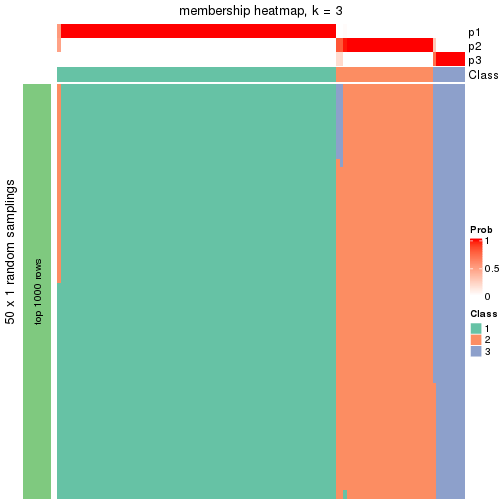 membership heatmap, k = 3
p1
p2
p3
Class
50 x 1 random samplings
top 1000 rows
Prob
1
0.5
0
Class
1
2
3